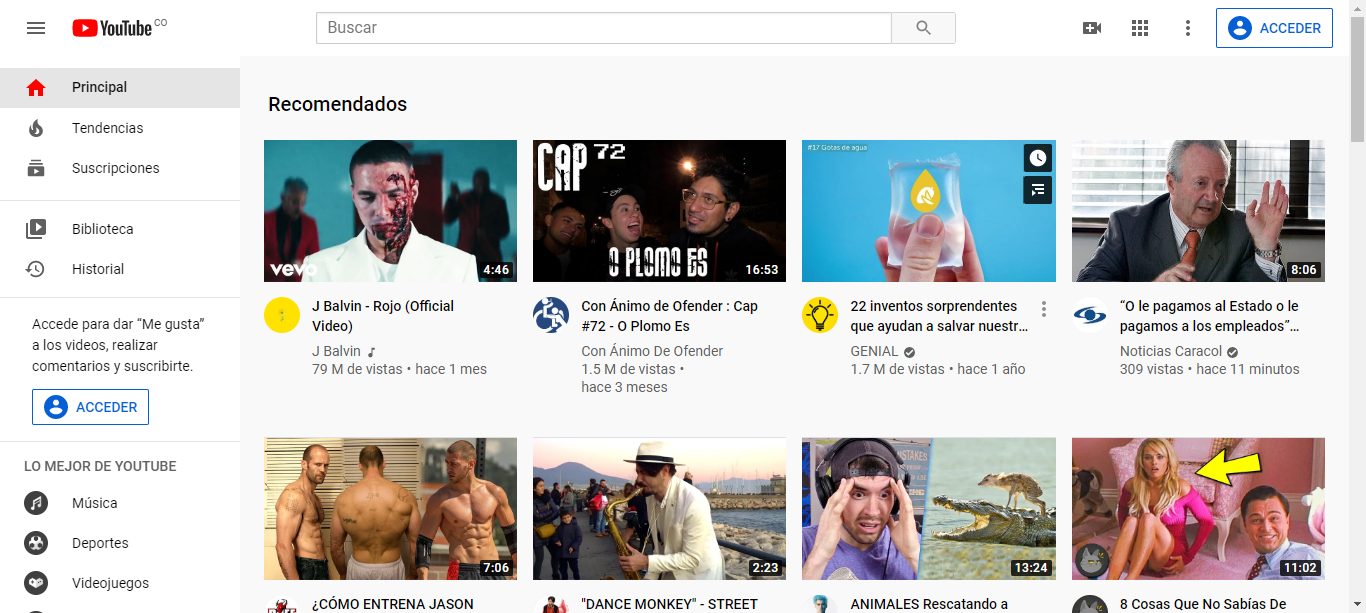 YouTube CO
Buscar
ACCEDER
Principal
Tendencias
Suscripciones
Biblioteca
Historial
Accede para dar “Me gusta”
a los videos, realizar
comentarios y suscribirte.
ACCEDER
LO MEJOR DE YOUTUBE
Música
Deportes
Videojuegos
Recomendados
vevo
4:46
J Balvin - Rojo (Official
Video)
J Balvin
79 M de vistas • hace 1 mes
CAP 72
O PLOMO ES
16:53
Con Ánimo de Ofender : Cap
#72 - O Plomo Es
Con Ánimo De Ofender
1.5 M de vistas •
hace 3 meses
#17 Gotas de agua
22 inventos sorprendentes
que ayudan a salvar nuestr...
GENIAL
1.7 M de vistas • hace 1 año
8:06
“O le pagamos al Estado o le
pagamos a los empleados”...
Noticias Caracol
309 vistas • hace 11 minutos
7:06
¿CÓMO ENTRENA JASON
2:23
"DANCE MONKEY" - STREET
13:24
ANIMALES Rescatando a
11:02
8 Cosas Que No Sabías De